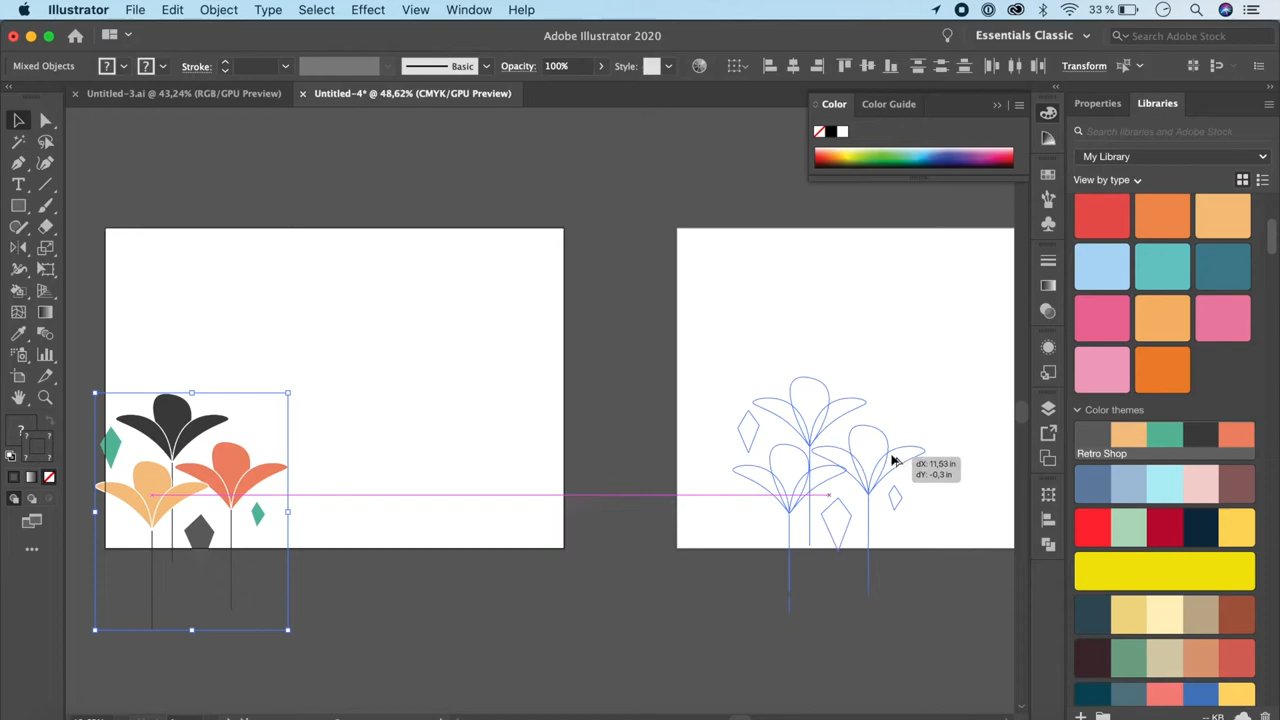 Illustrator File Edit Object Type Select Effect View Window Help 33 %
Adobe Illustrator 2020 Essentials Classic Search Adobe Stock
Mixed Objects ? ? Stroke: Basic Opacity: 100% Style: Transform
× Untitled-3.ai @ 43,24% (RGB/GPU Preview) × Untitled-4* @ 48,62% (CMYK/GPU Preview)
Color Color Guide
Properties Libraries
Search libraries and Adobe Stock
My Library
View by type
Color themes
Retro Shop
dX: 11,53 in
dY: -0,3 in
?
-- KB